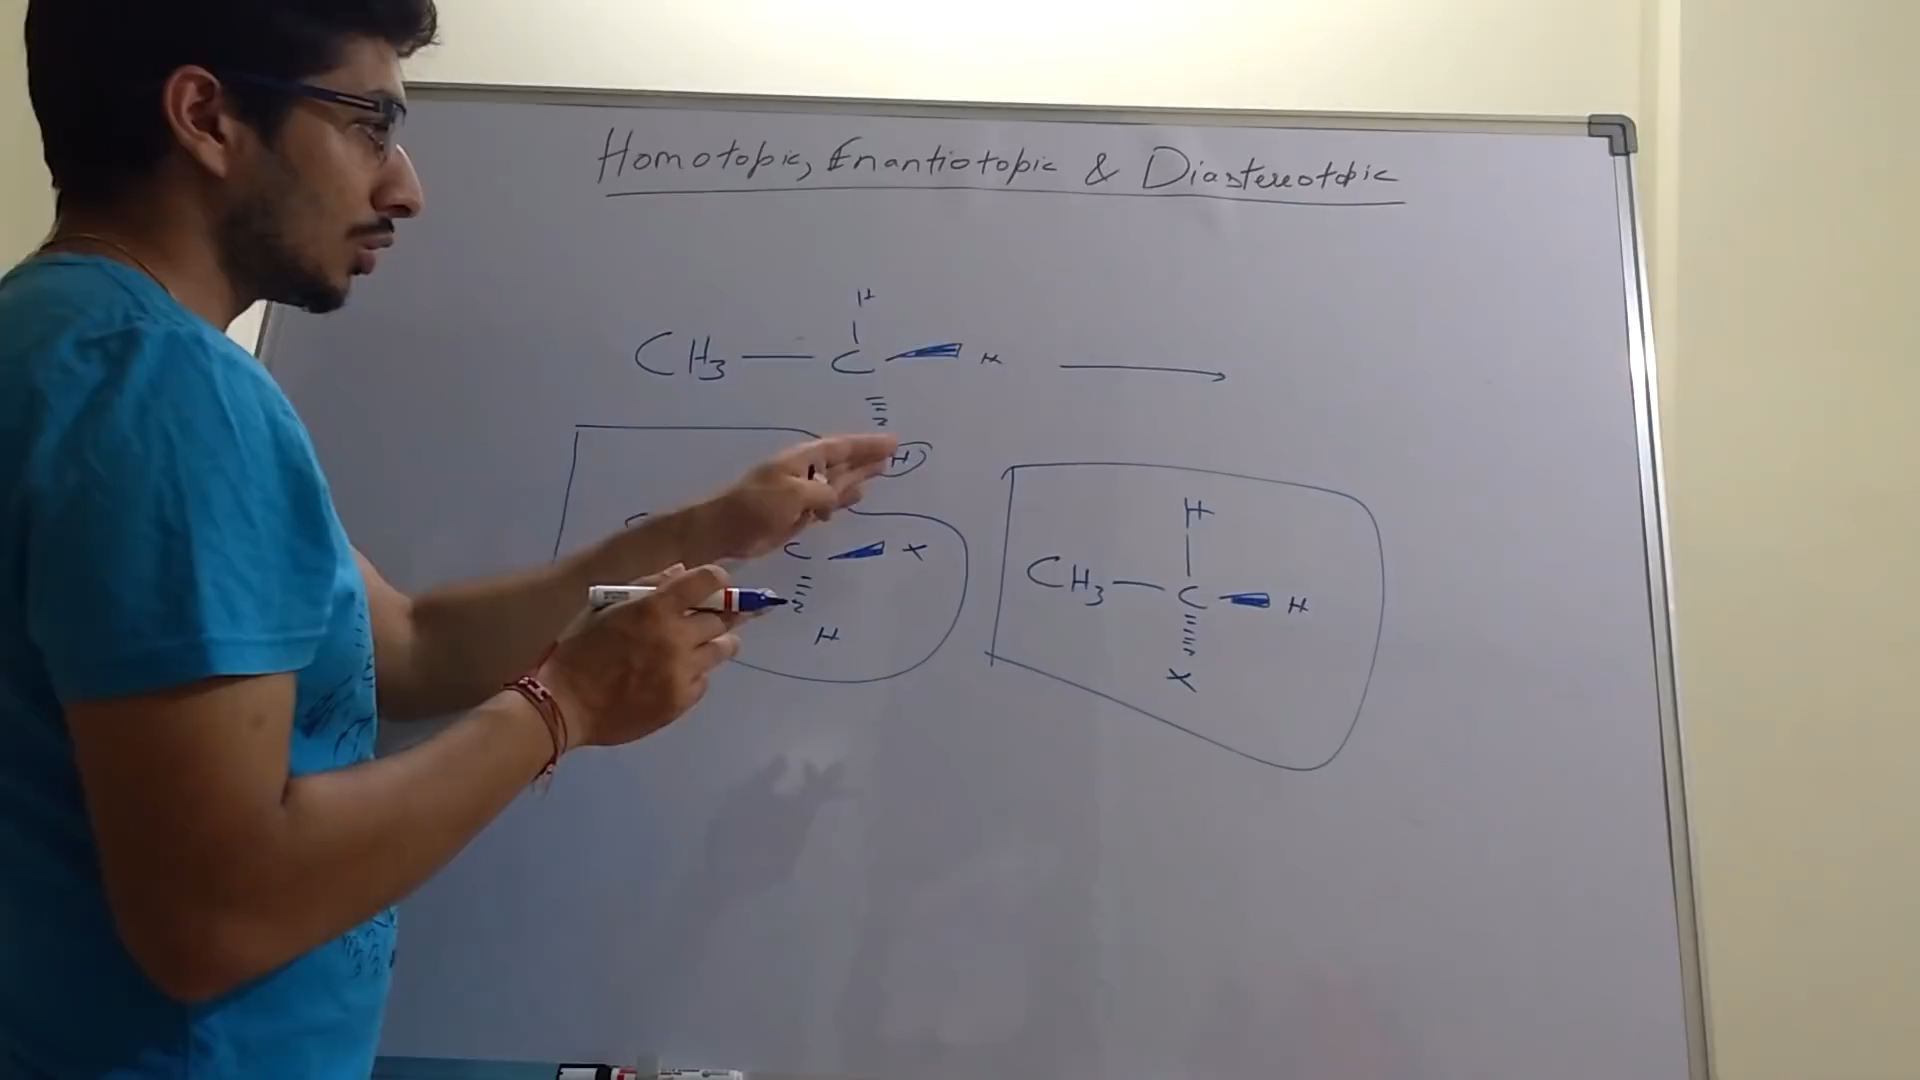 Homotopic, Enantiotopic & Diastereotopic
H
CH3 — C H
H
C X
H
H
CH3 — C H
X